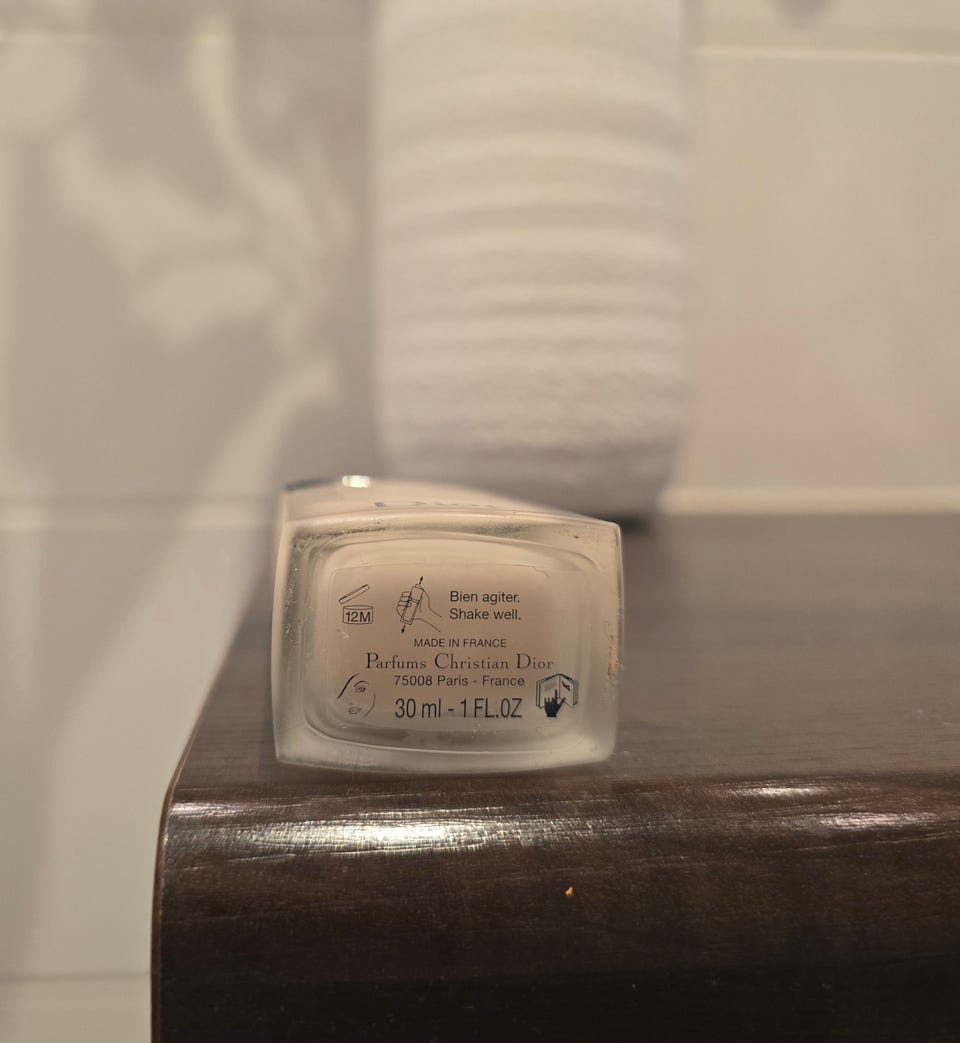 12M
Bien agiter.
Shake well.
MADE IN FRANCE
Parfums Christian Dior
75008 Paris - France
30 ml - 1 FL.OZ